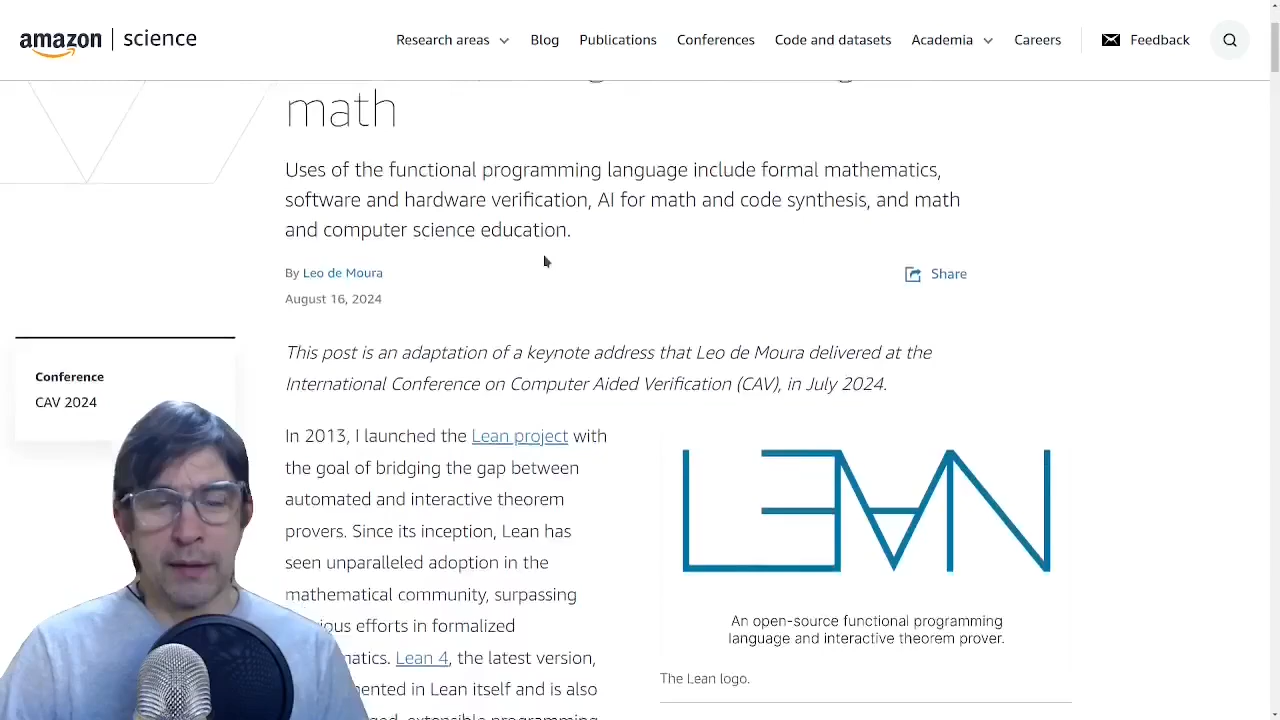 amazon | science
Research areas
Blog
Publications
Conferences
Code and datasets
Academia
Careers
Feedback
math
Uses of the functional programming language include formal mathematics,
software and hardware verification, AI for math and code synthesis, and math
and computer science education.
By Leo de Moura
Share
August 16, 2024
Conference
CAV 2024
This post is an adaptation of a keynote address that Leo de Moura delivered at the
International Conference on Computer Aided Verification (CAV), in July 2024.
In 2013, I launched the Lean project with
the goal of bridging the gap between
automated and interactive theorem
provers. Since its inception, Lean has
seen unparalleled adoption in the
mathematical community, surpassing
efforts in formalized
Lean 4, the latest version,
in Lean itself and is also
extensible programming
L∃∀N
An open-source functional programming
language and interactive theorem prover.
The Lean logo.